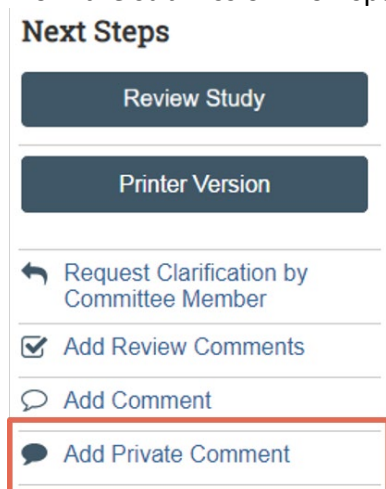 Next Steps
Review Study
Printer Version
Request Clarification by
Committee Member
Add Review Comments
Add Comment
Add Private Comment